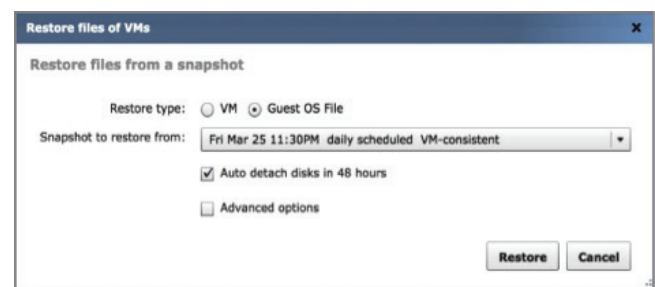 Restore files of VMs
Restore files from a snapshot
Restore type: VM Guest OS File
Snapshot to restore from: Fri Mar 25 11:30PM daily scheduled VM-consistent
Auto detach disks in 48 hours
Advanced options
Restore Cancel